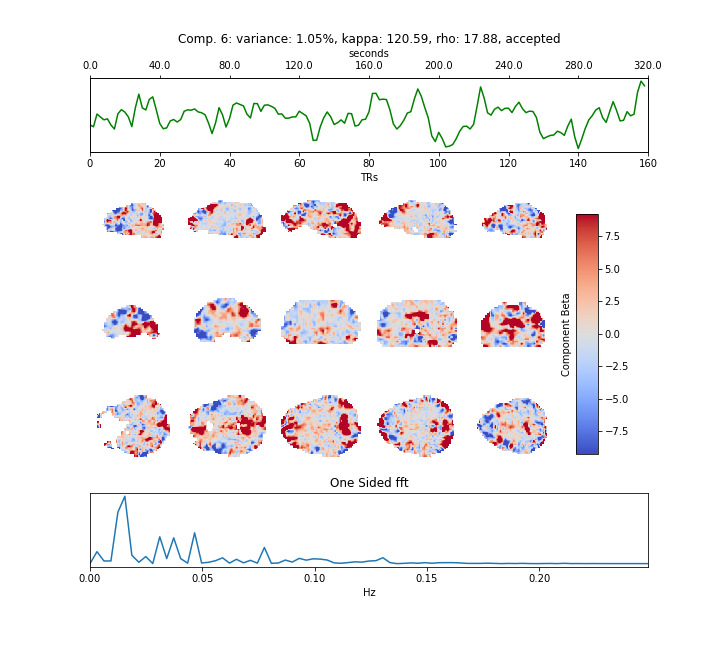 Comp. 6: variance: 1.05%, kappa: 120.59, rho: 17.88, accepted
seconds
0.0 40.0 80.0 120.0 160.0 200.0 240.0 280.0 320.0
0 20 40 60 80 100 120 140 160
TRs
7.5
5.0
2.5
0.0
−2.5
−5.0
−7.5
Component Beta
One Sided fft
0.00 0.05 0.10 0.15 0.20
Hz